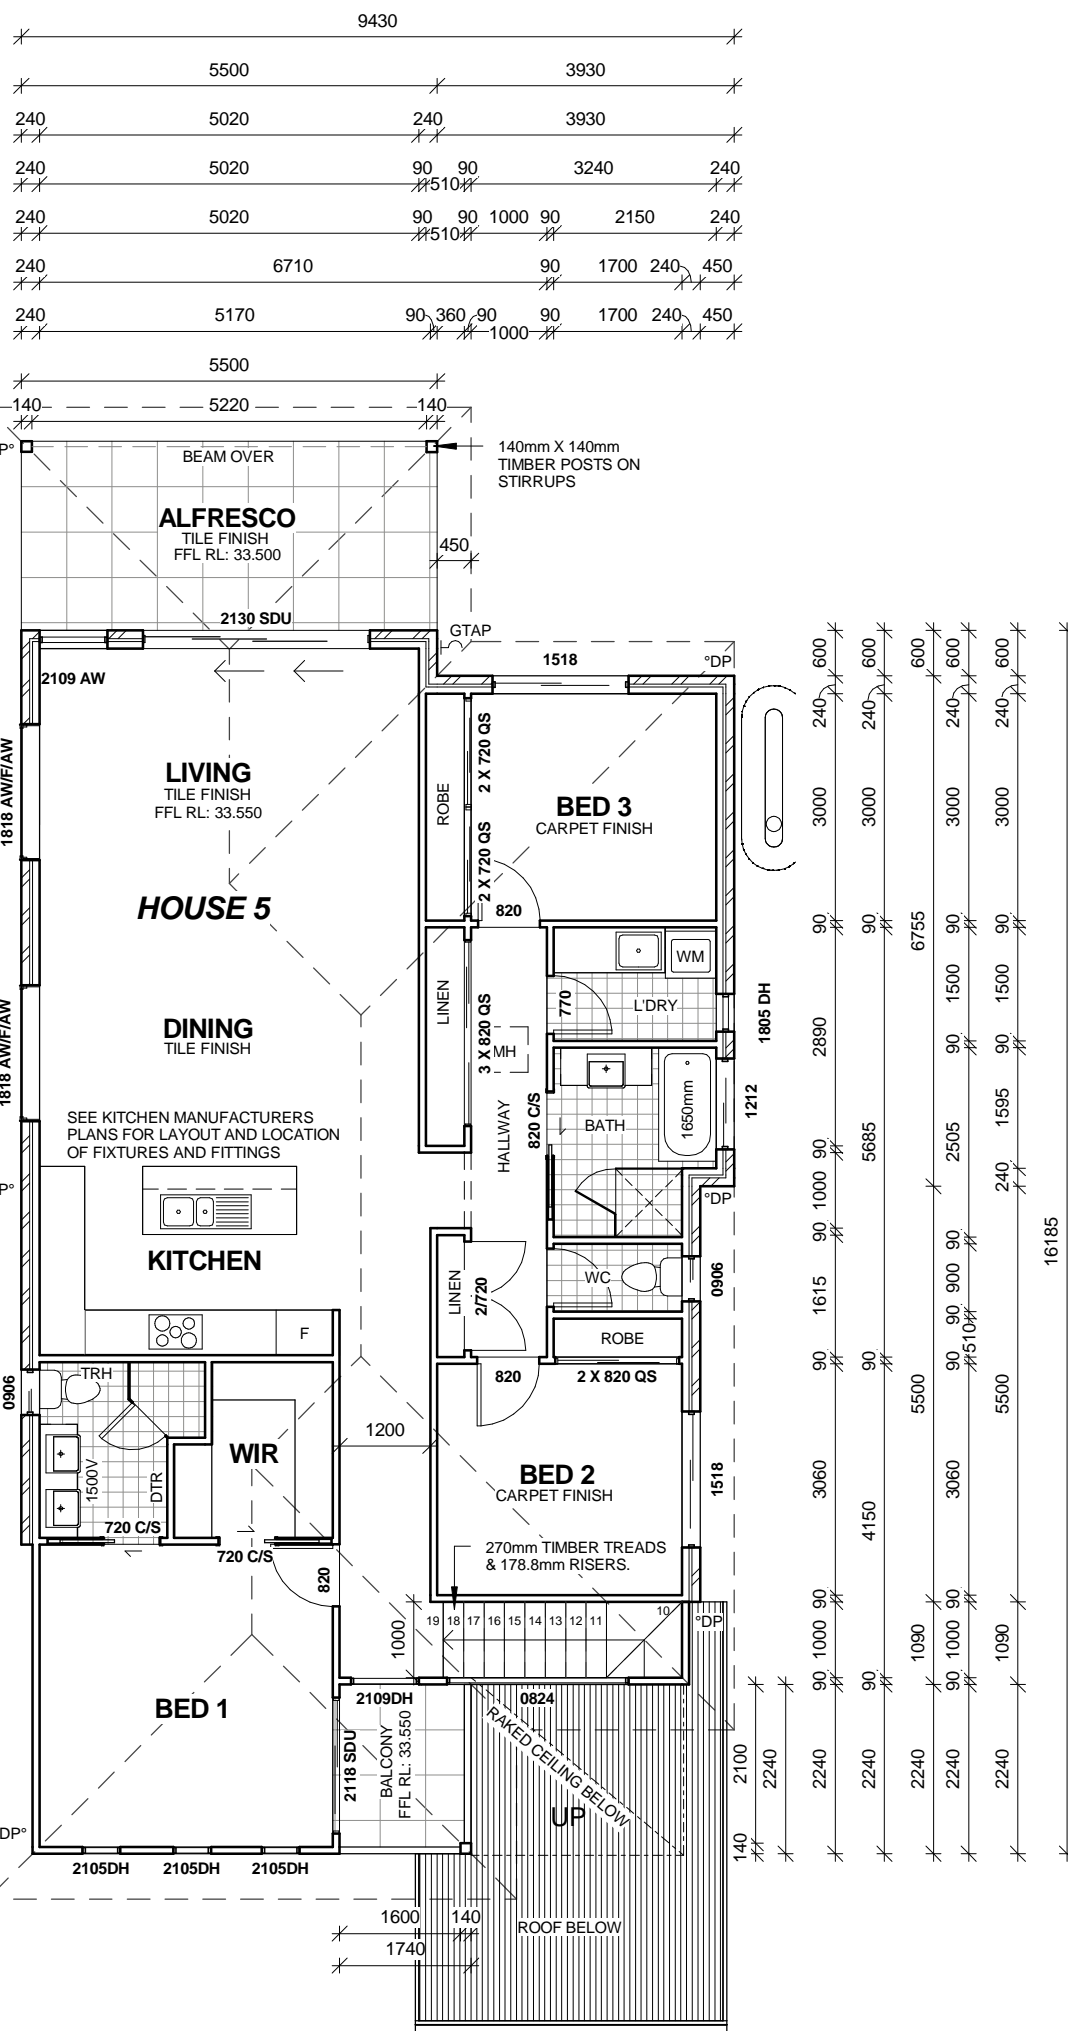 9430
5500 3930
240 5020 240 3930
240 5020 90 510 90 3240 240
240 5020 90 510 90 1000 90 2150 240
240 6710 90 1700 240 450
240 5170 90 360 90 1000 90 1700 240 450
5500
140 5220 140
BEAM OVER
140mm X 140mm
TIMBER POSTS ON
STIRRUPS
P°
ALFRESCO
TILE FINISH
FFL RL: 33.500
450
2130 SDU
GTAP
2109 AW
1518
°DP
1818 AW/F/AW
LIVING
TILE FINISH
FFL RL: 33.550
ROBE
2 X 720 QS
2 X 720 QS
BED 3
CARPET FINISH
HOUSE 5
820
WM
LINEN
3 X 820 QS
770
L'DRY
1805 DH
1818 AW/F/AW
DINING
TILE FINISH
MH
1212
SEE KITCHEN MANUFACTURERS
PLANS FOR LAYOUT AND LOCATION
OF FIXTURES AND FITTINGS
HALLWAY
820 C/S
BATH
1650mm
P°
°DP
KITCHEN
LINEN
2/720
WC
0906
F
ROBE
0906
TRH
820
2 X 820 QS
1200
WIR
1500V
DTR
BED 2
CARPET FINISH
1518
720 C/S
720 C/S
820
270mm TIMBER TREADS
& 178.8mm RISERS.
1000
19 18 17 16 15 14 13 12 11 10
°DP
BED 1
2109DH
0824
2118 SDU
BALCONY
FFL RL: 33.550
RAKED CEILING BELOW
UP
DP°
2105DH 2105DH 2105DH
1600 140
1740
ROOF BELOW
2100
140
2240
600
240
3000
90
2890
90
1000
90
1615
90
3060
90
1000
90
2240
600
240
3000
90
5685
90
4150
90
2240
600
6755
5500
1090
2240
600
240
3000
90
1500
90
2505
90
900
90
510
90
3060
90
1000
90
2240
600
240
3000
90
1500
90
1595
240
5500
1090
2240
16185